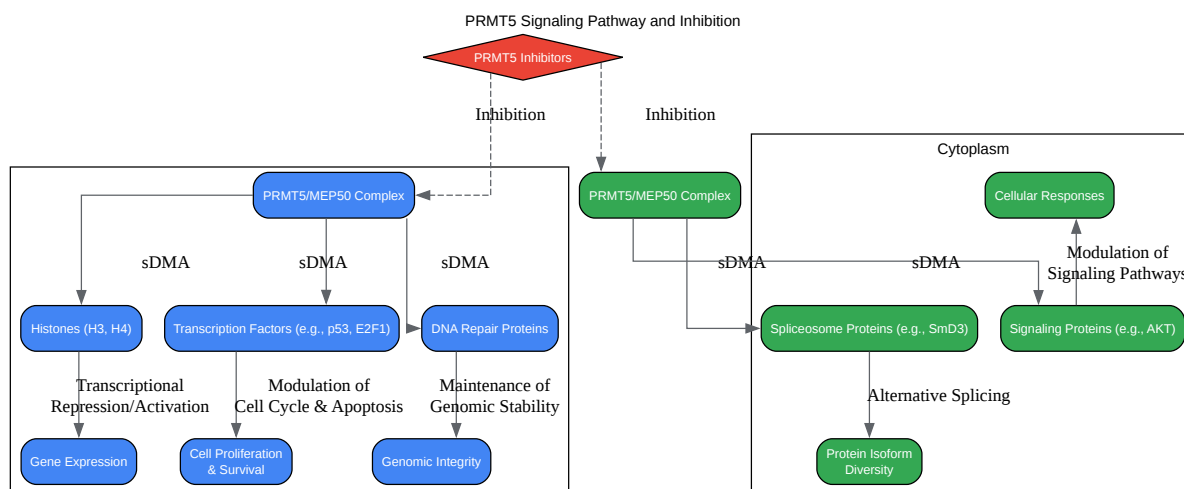 PRMT5 Signaling Pathway and Inhibition
PRMT5 Inhibitors
Inhibition
Inhibition
Cytoplasm
PRMT5/MEP50 Complex
PRMT5/MEP50 Complex
Cellular Responses
sDMA
sDMA
sDMA
sDMA
sDMA
Modulation of
Signaling Pathways
Histones (H3, H4)
Transcription Factors (e.g., p53, E2F1)
DNA Repair Proteins
Spliceosome Proteins (e.g., SmD3)
Signaling Proteins (e.g., AKT)
Transcriptional
Repression/Activation
Modulation of
Cell Cycle & Apoptosis
Maintenance of
Genomic Stability
Alternative Splicing
Gene Expression
Cell Proliferation
& Survival
Genomic Integrity
Protein Isoform
Diversity